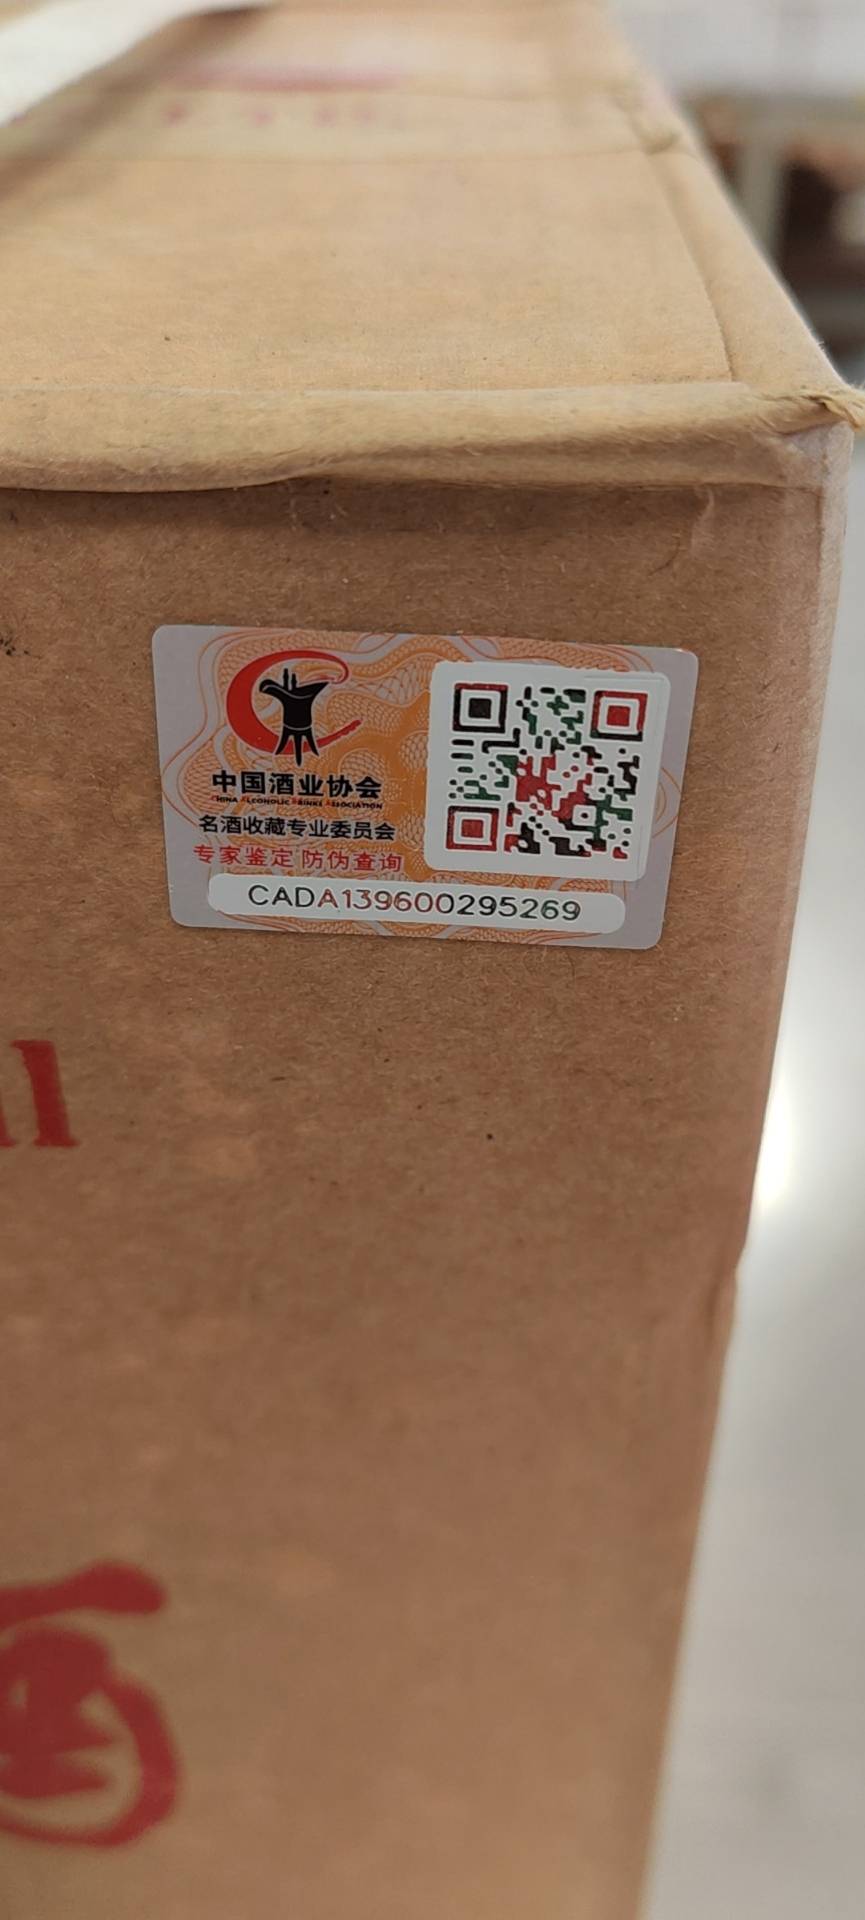 中国酒业协会
CHINA ALCOHOLIC DRINKS ASSOCIATION
名酒收藏专业委员会
专家鉴定 防伪查询
CADA139600295269
酒